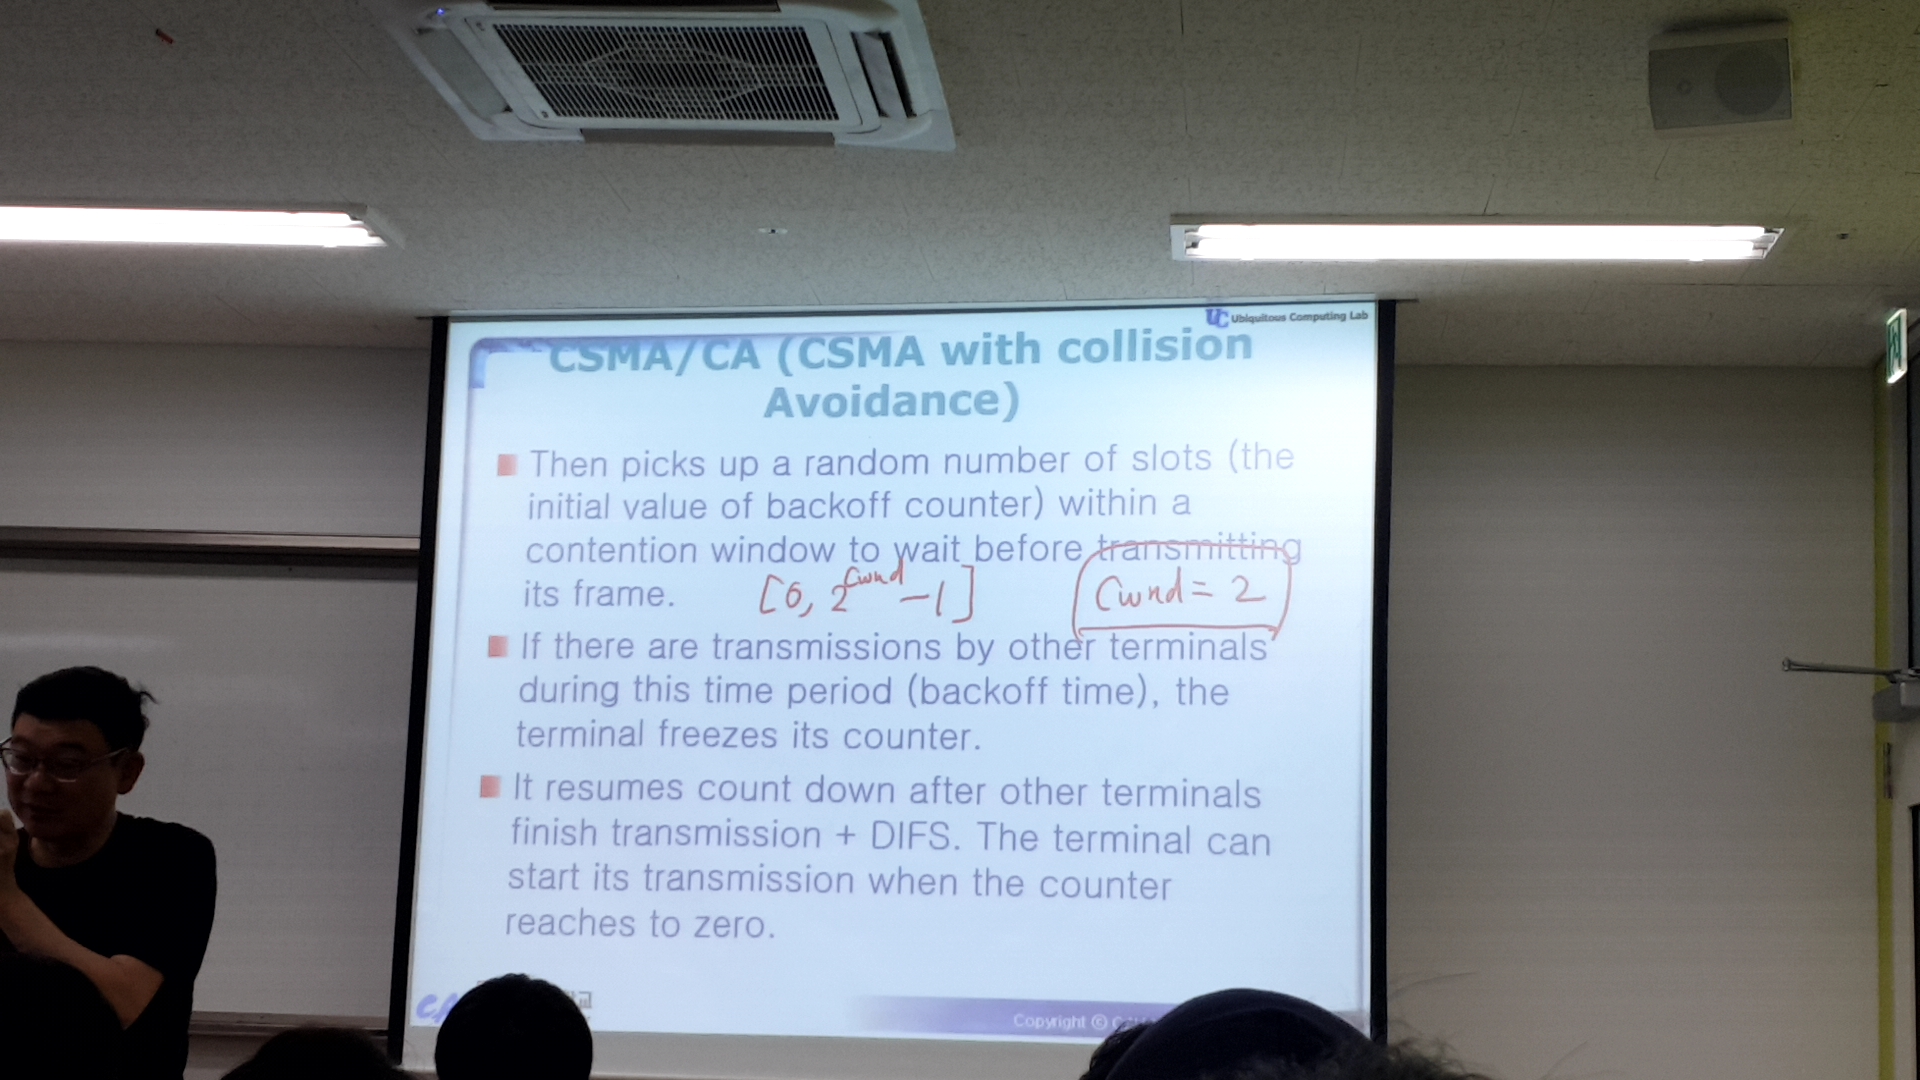 UC Ubiquitous Computing Lab
CSMA/CA (CSMA with collision
Avoidance)
Then picks up a random number of slots (the
initial value of backoff counter) within a
contention window to wait before transmitting
its frame.
[0, 2^cwnd -1]
Cwnd = 2
If there are transmissions by other terminals
during this time period (backoff time), the
terminal freezes its counter.
It resumes count down after other terminals
finish transmission + DIFS. The terminal can
start its transmission when the counter
reaches to zero.
Copyright ©